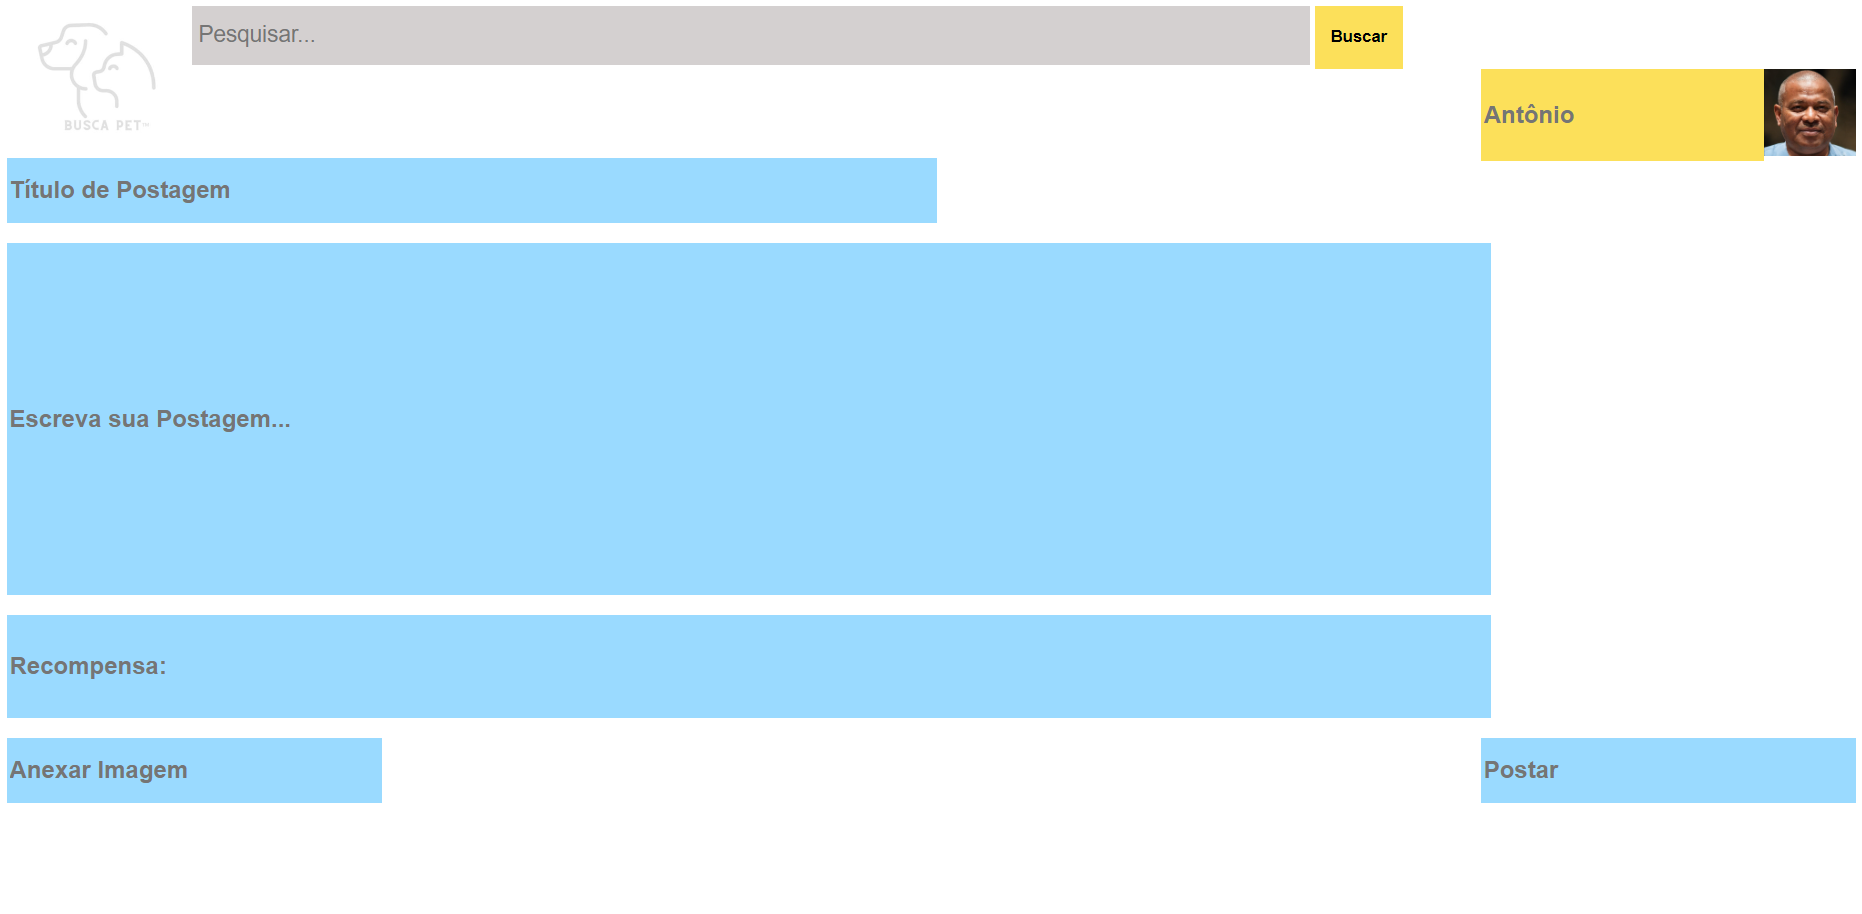 Pesquisar...
Buscar
BUSCA PET™
Antônio
Título de Postagem
Escreva sua Postagem...
Recompensa:
Anexar Imagem
Postar